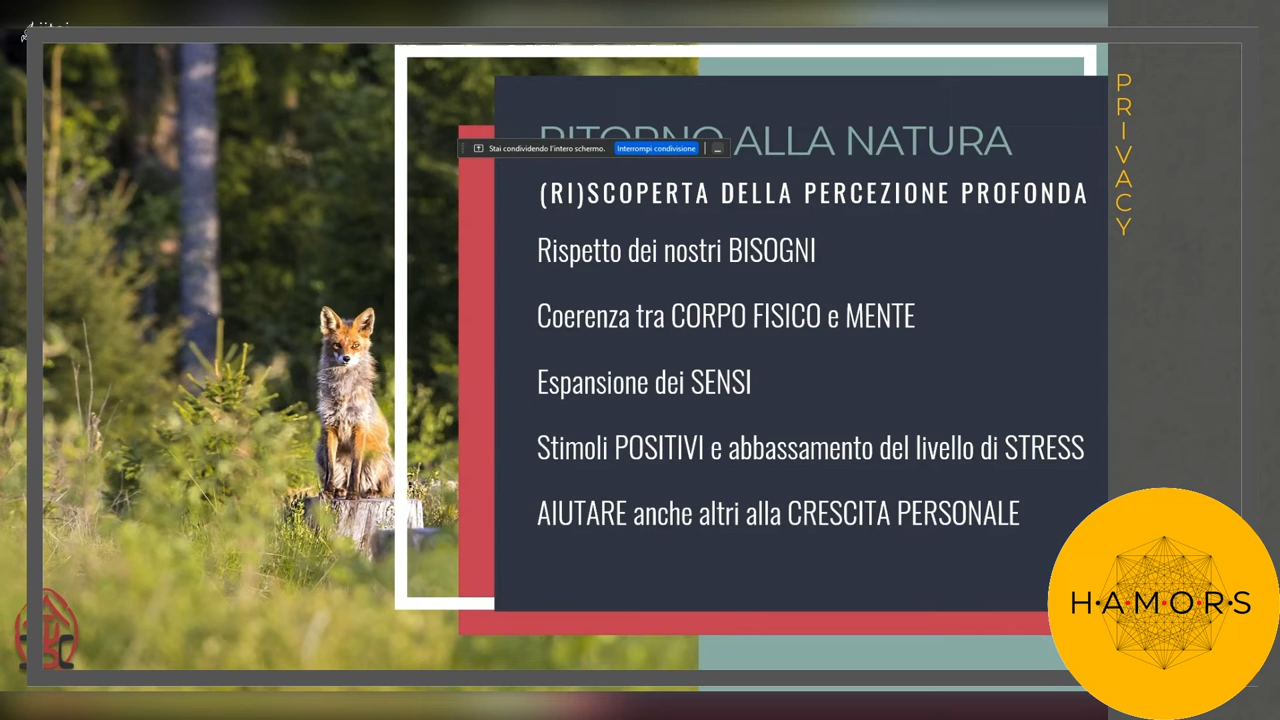 RITORNO ALLA NATURA
Stai condividendo l'intero schermo. Interrompi condivisione
(RI)SCOPERTA DELLA PERCEZIONE PROFONDA
Rispetto dei nostri BISOGNI
Coerenza tra CORPO FISICO e MENTE
Espansione dei SENSI
Stimoli POSITIVI e abbassamento del livello di STRESS
AIUTARE anche altri alla CRESCITA PERSONALE
PRIVACY
H·A·M·O·R·S